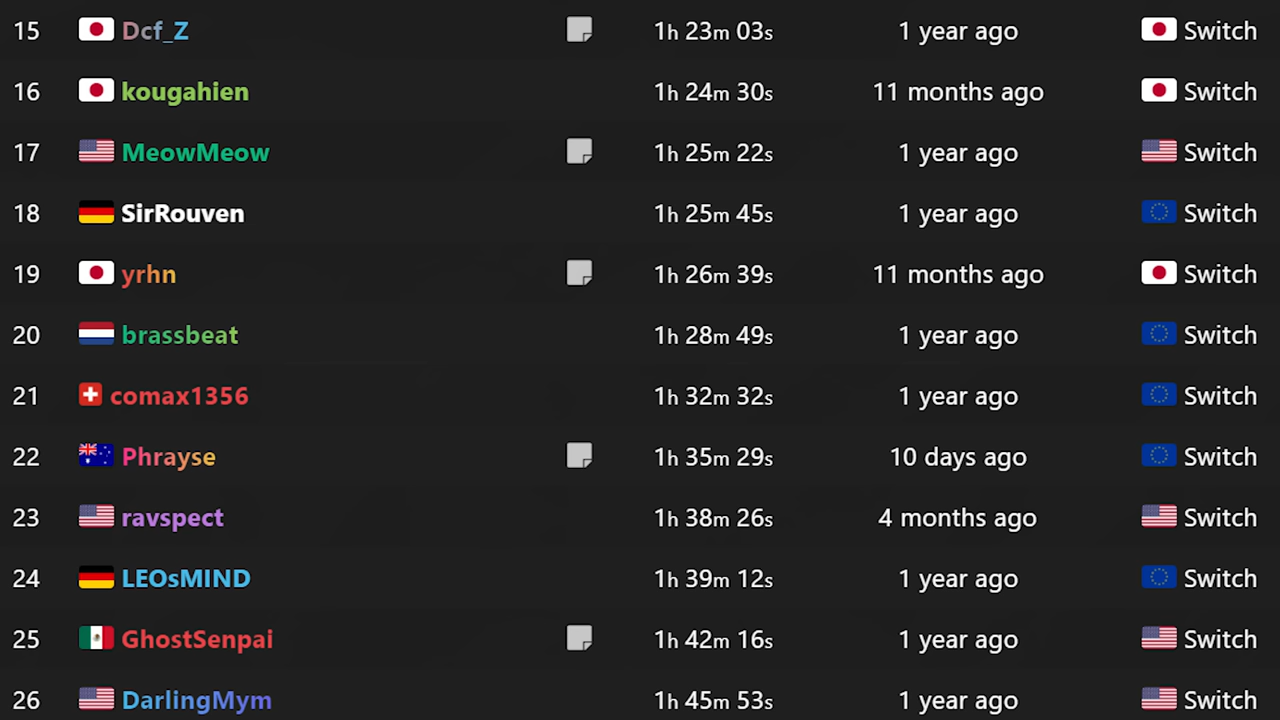 15 Dcf_Z 1h 23m 03s 1 year ago Switch
16 kougahien 1h 24m 30s 11 months ago Switch
17 MeowMeow 1h 25m 22s 1 year ago Switch
18 SirRouven 1h 25m 45s 1 year ago Switch
19 yrhn 1h 26m 39s 11 months ago Switch
20 brassbeat 1h 28m 49s 1 year ago Switch
21 comax1356 1h 32m 32s 1 year ago Switch
22 Phrayse 1h 35m 29s 10 days ago Switch
23 ravspect 1h 38m 26s 4 months ago Switch
24 LEOsMIND 1h 39m 12s 1 year ago Switch
25 GhostSenpai 1h 42m 16s 1 year ago Switch
26 DarlingMym 1h 45m 53s 1 year ago Switch